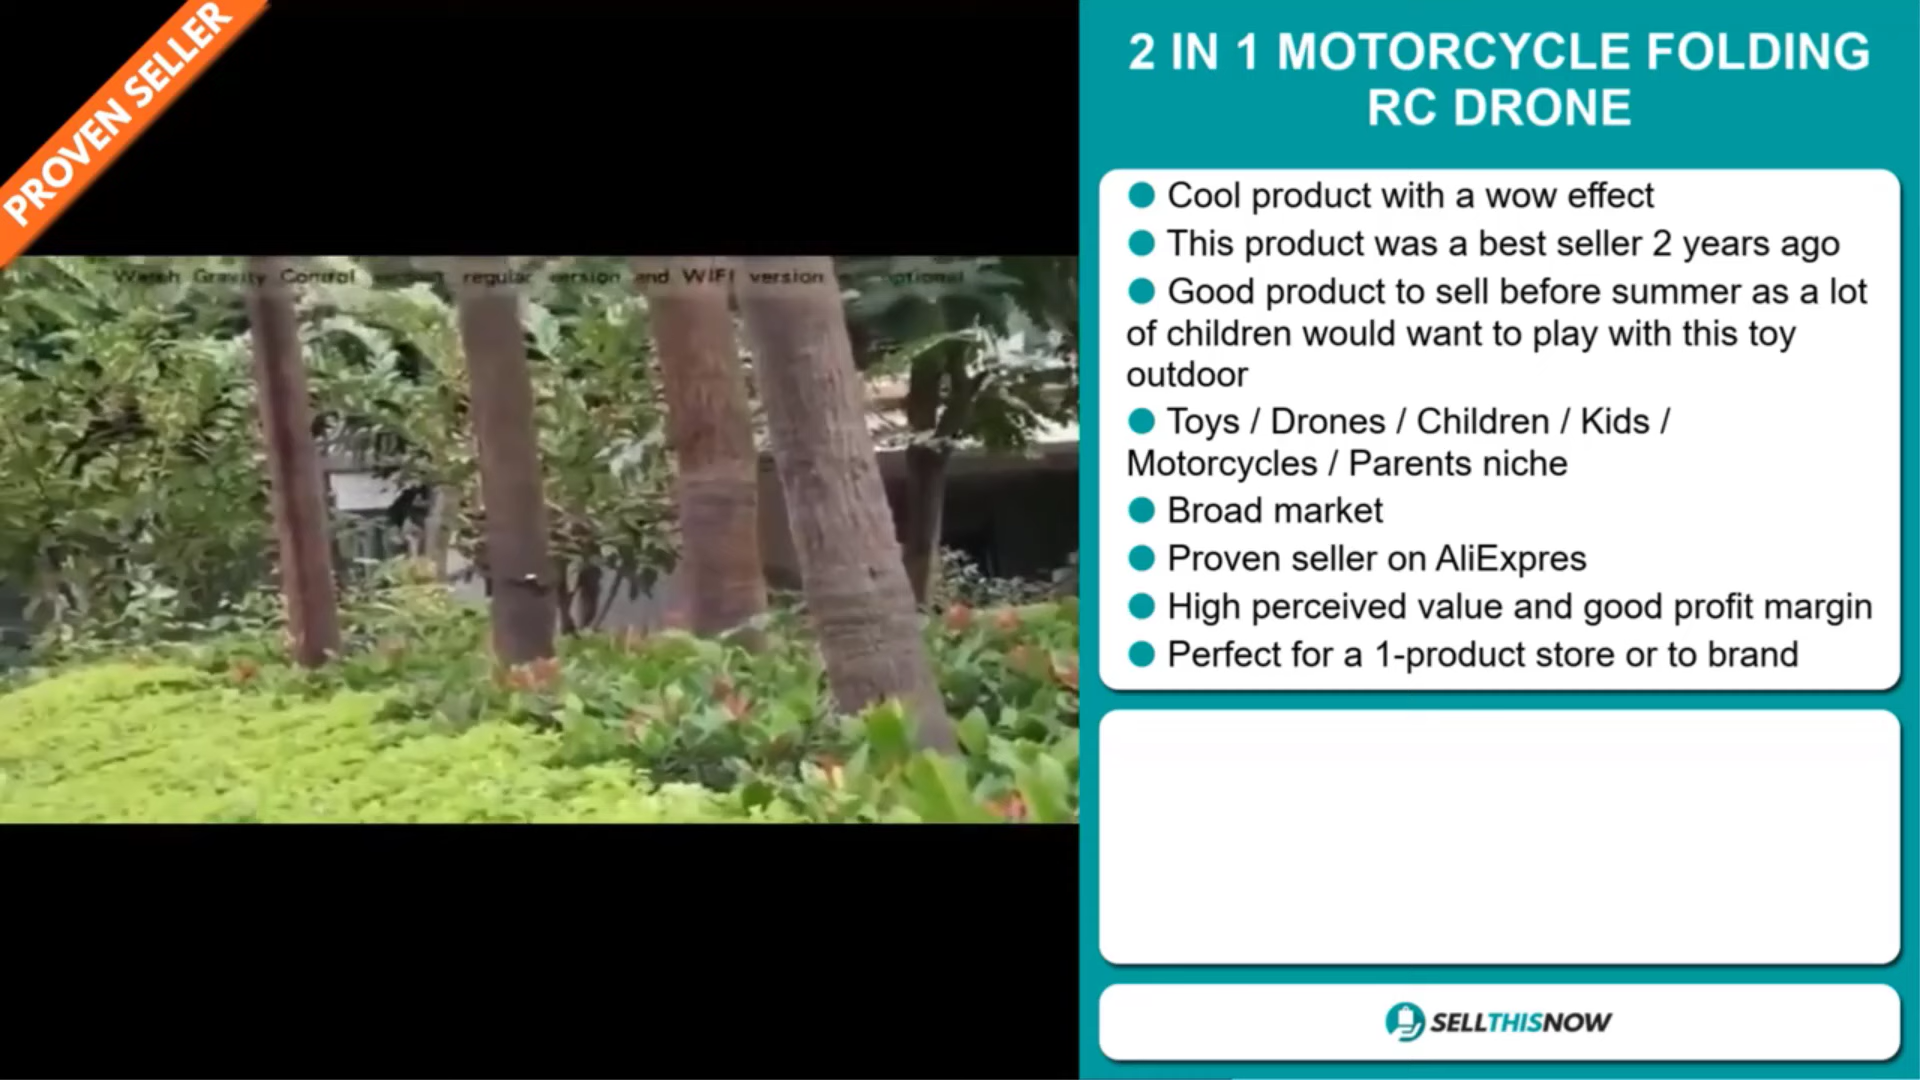 PROVEN SELLER
Watch Gravity Control regular version and WIFI version optional
2 IN 1 MOTORCYCLE FOLDING
RC DRONE
● Cool product with a wow effect
● This product was a best seller 2 years ago
● Good product to sell before summer as a lot
of children would want to play with this toy
outdoor
● Toys / Drones / Children / Kids /
Motorcycles / Parents niche
● Broad market
● Proven seller on AliExpres
● High perceived value and good profit margin
● Perfect for a 1-product store or to brand
SELLTHISNOW